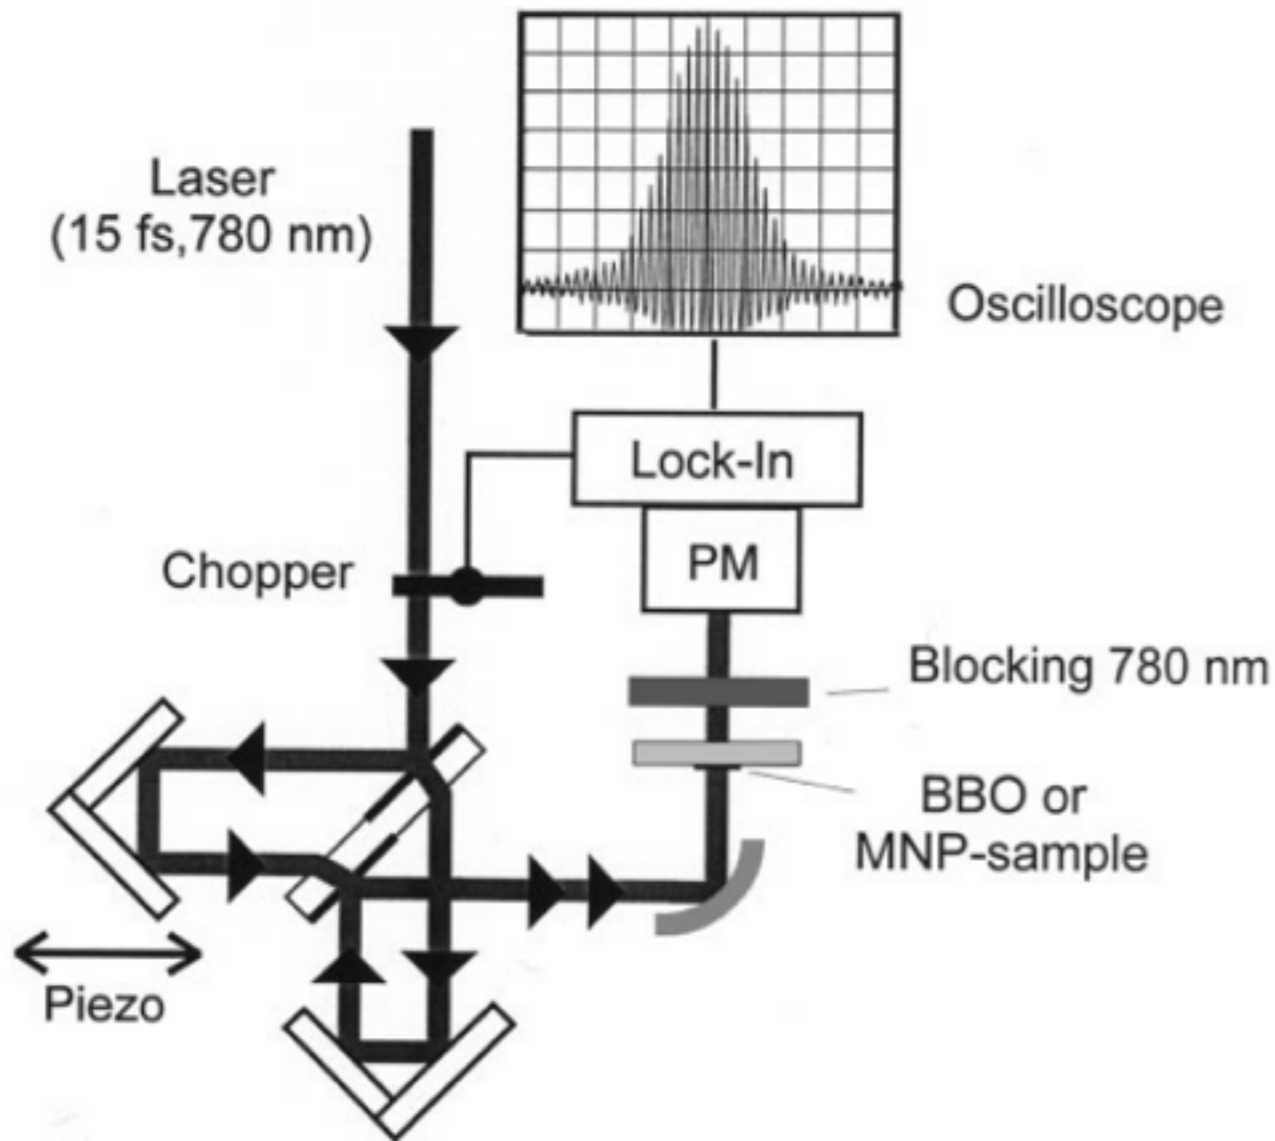 Laser
(15 fs,780 nm)
Oscilloscope
Lock-In
Chopper
PM
Blocking 780 nm
BBO or
MNP-sample
Piezo